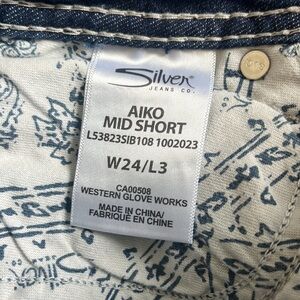 Silver
JEANS CO.
AIKO
MID SHORT
L53823SIB108 1002023
W24/L3
CA00508
WESTERN GLOVE WORKS
MADE IN CHINA/
FABRIQUÉ EN CHINE